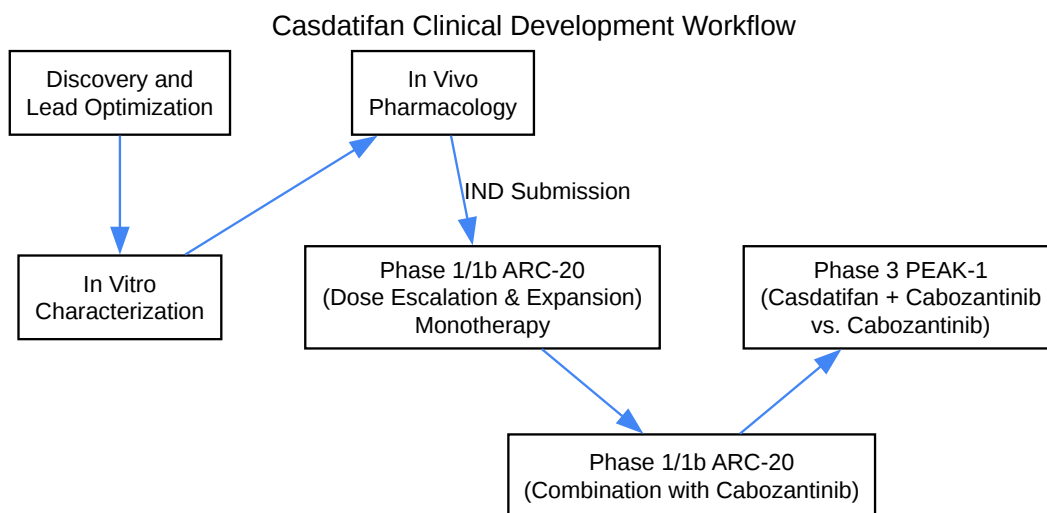 Casdatifan Clinical Development Workflow
Discovery and
Lead Optimization
In Vivo
Pharmacology
IND Submission
In Vitro
Characterization
Phase 1/1b ARC-20
(Dose Escalation & Expansion)
Monotherapy
Phase 3 PEAK-1
(Casdatifan + Cabozantinib
vs. Cabozantinib)
Phase 1/1b ARC-20
(Combination with Cabozantinib)